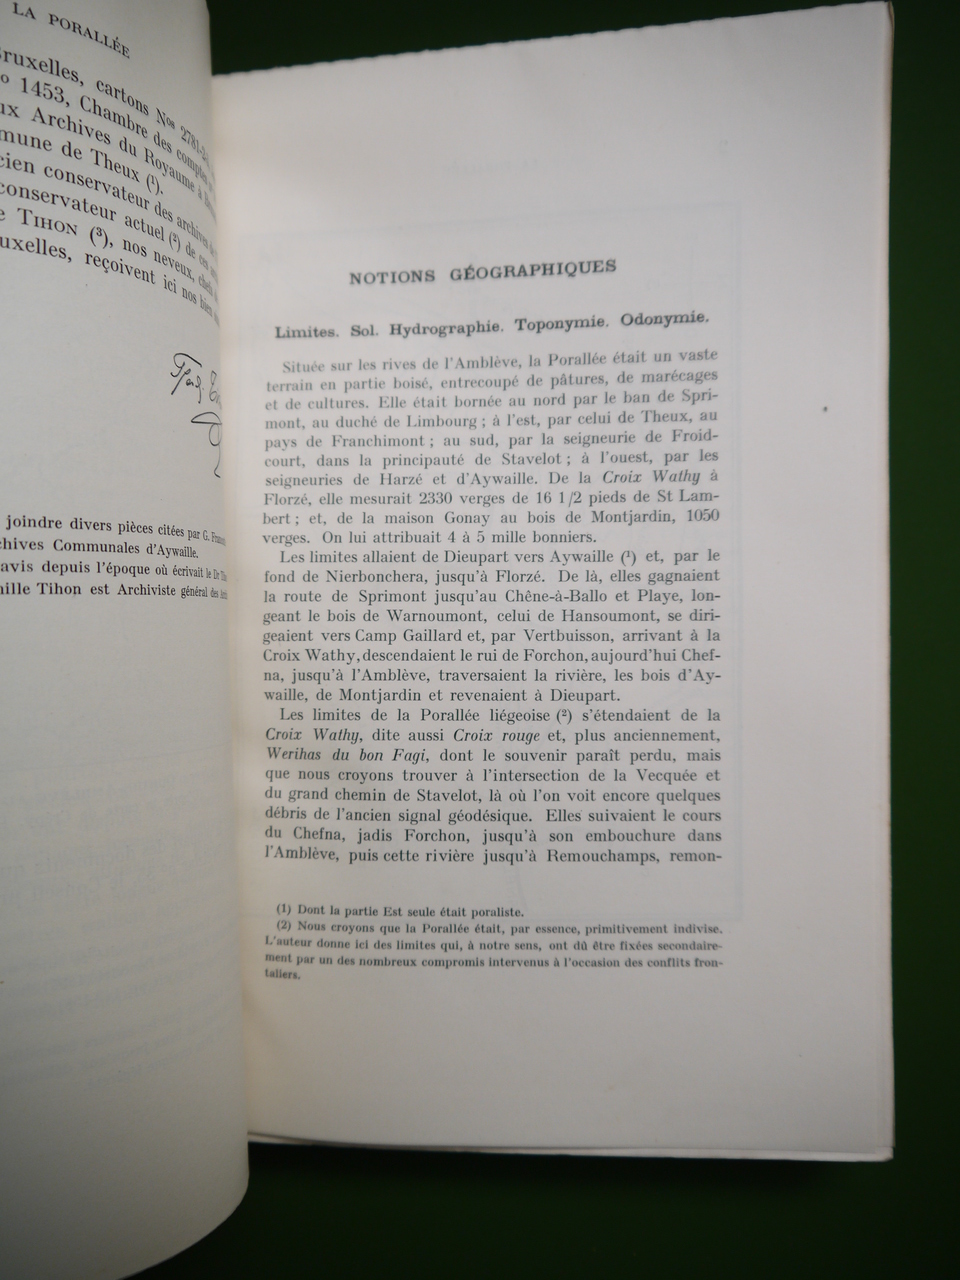 LA PORALLÉE
Bruxelles, cartons Nos 2781-
No 1453, Chambre des comptes
aux Archives du Royaume à
mune de Theux (1).
cien conservateur des archives
conservateur actuel (2) de ces
TIHON (3), nos neveux, chefs
uxelles, reçoivent ici nos
joindre divers pièces citées par G.
chives Communales d'Aywaille.
avis depuis l'époque où écrivait le Dr
mille Tihon est Archiviste général des
NOTIONS GÉOGRAPHIQUES
Limites. Sol. Hydrographie. Toponymie. Odonymie.
Située sur les rives de l'Amblève, la Porallée était un vaste
terrain en partie boisé, entrecoupé de pâtures, de marécages
et de cultures. Elle était bornée au nord par le ban de Spri-
mont, au duché de Limbourg ; à l'est, par celui de Theux, au
pays de Franchimont ; au sud, par la seigneurie de Froid-
court, dans la principauté de Stavelot ; à l'ouest, par les
seigneuries de Harzé et d'Aywaille. De la Croix Wathy à
Florzé, elle mesurait 2330 verges de 16 1/2 pieds de St Lam-
bert ; et, de la maison Gonay au bois de Montjardin, 1050
verges. On lui attribuait 4 à 5 mille bonniers.
Les limites allaient de Dieupart vers Aywaille (1) et, par le
fond de Nierbonchera, jusqu'à Florzé. De là, elles gagnaient
la route de Sprimont jusqu'au Chêne-à-Ballo et Playe, lon-
geant le bois de Warnoumont, celui de Hansoumont, se diri-
geaient vers Camp Gaillard et, par Vertbuisson, arrivant à la
Croix Wathy, descendaient le rui de Forchon, aujourd'hui Chef-
na, jusqu'à l'Amblève, traversaient la rivière, les bois d'Ay-
waille, de Montjardin et revenaient à Dieupart.
Les limites de la Porallée liégeoise (2) s'étendaient de la
Croix Wathy, dite aussi Croix rouge et, plus anciennement,
Werihas du bon Fagi, dont le souvenir paraît perdu, mais
que nous croyons trouver à l'intersection de la Vecquée et
du grand chemin de Stavelot, là où l'on voit encore quelques
débris de l'ancien signal géodésique. Elles suivaient le cours
du Chefna, jadis Forchon, jusqu'à son embouchure dans
l'Amblève, puis cette rivière jusqu'à Remouchamps, remon-
(1) Dont la partie Est seule était poraliste.
(2) Nous croyons que la Porallée était, par essence, primitivement indivise.
L'auteur donne ici des limites qui, à notre sens, ont dû être fixées secondaire-
ment par un des nombreux compromis intervenus à l'occasion des conflits fron-
taliers.